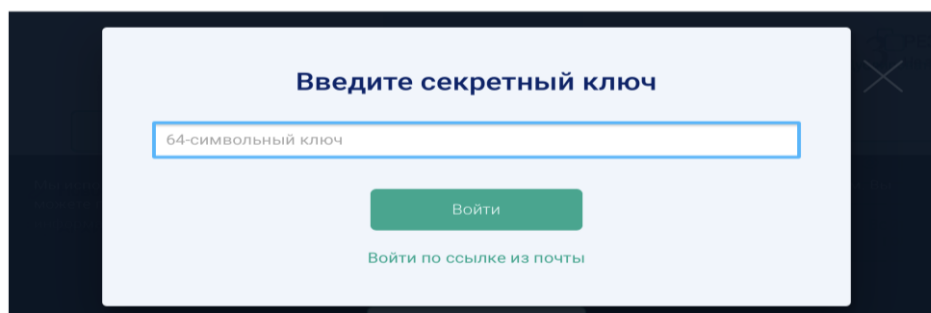 Введите секретный ключ
64-символьный ключ
Войти
Войти по ссылке из почты